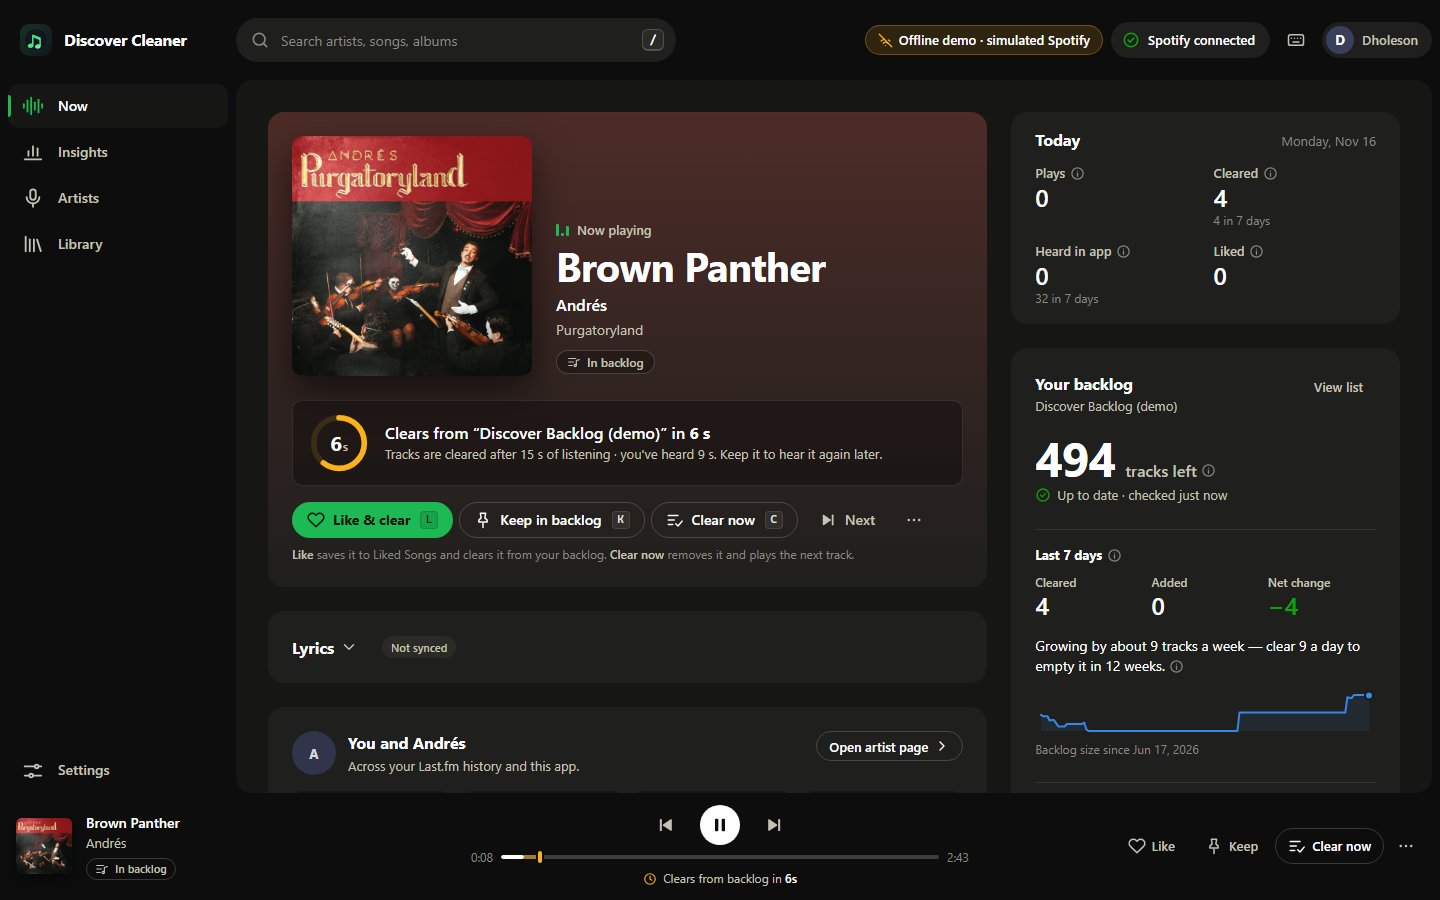 Discover Cleaner
Search artists, songs, albums
/
Offline demo · simulated Spotify
Spotify connected
D
Dholeson
Now
Insights
Artists
Library
Settings
ANDRÉS
Purgatoryland
Now playing
Brown Panther
Andrés
Purgatoryland
In backlog
6s
Clears from “Discover Backlog (demo)” in 6 s
Tracks are cleared after 15 s of listening · you've heard 9 s. Keep it to hear it again later.
Like & clear L
Keep in backlog K
Clear now C
Next
Like saves it to Liked Songs and clears it from your backlog. Clear now removes it and plays the next track.
Lyrics
Not synced
A
You and Andrés
Across your Last.fm history and this app.
Open artist page
Today
Monday, Nov 16
Plays
0
Cleared
4
4 in 7 days
Heard in app
0
32 in 7 days
Liked
0
Your backlog
View list
Discover Backlog (demo)
494 tracks left
Up to date · checked just now
Last 7 days
Cleared
4
Added
0
Net change
−4
Growing by about 9 tracks a week — clear 9 a day to
empty it in 12 weeks.
Backlog size since Jun 17, 2026
ANDRÉS
Purgatoryland
Brown Panther
Andrés
In backlog
0:08
2:43
Clears from backlog in 6s
Like
Keep
Clear now